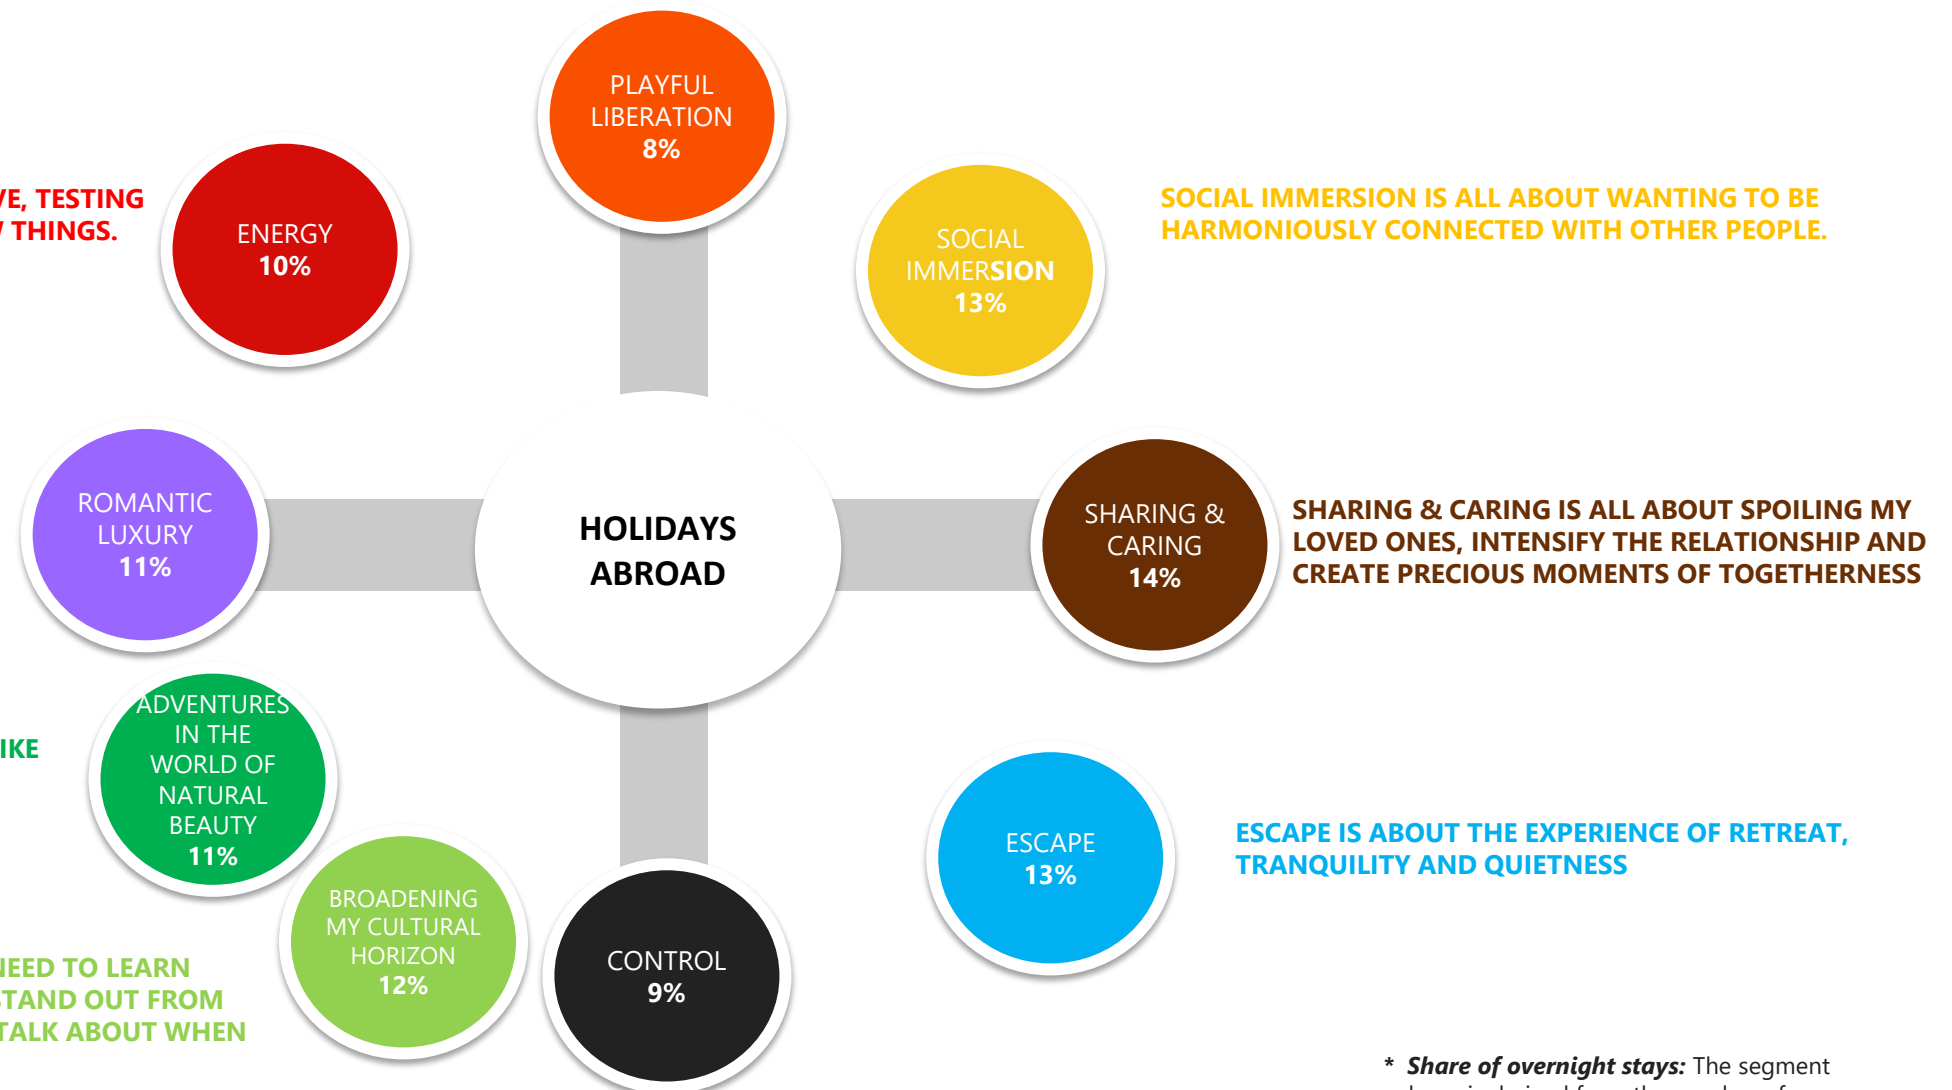 PLAYFUL
LIBERATION
8%
TESTING
THINGS.
ENERGY
10%
SOCIAL
IMMERSION
13%
SOCIAL IMMERSION IS ALL ABOUT WANTING TO BE
HARMONIOUSLY CONNECTED WITH OTHER PEOPLE.
ROMANTIC
LUXURY
11%
HOLIDAYS
ABROAD
SHARING &
CARING
14%
SHARING & CARING IS ALL ABOUT SPOILING MY
LOVED ONES, INTENSIFY THE RELATIONSHIP AND
CREATE PRECIOUS MOMENTS OF TOGETHERNESS
ADVENTURES
IN THE
WORLD OF
NATURAL
BEAUTY
11%
ESCAPE
13%
ESCAPE IS ABOUT THE EXPERIENCE OF RETREAT,
TRANQUILITY AND QUIETNESS
BROADENING
MY CULTURAL
HORIZON
12%
NEED TO LEARN
STAND OUT FROM
TALK ABOUT WHEN
CONTROL
9%
* Share of overnight stays: The segment